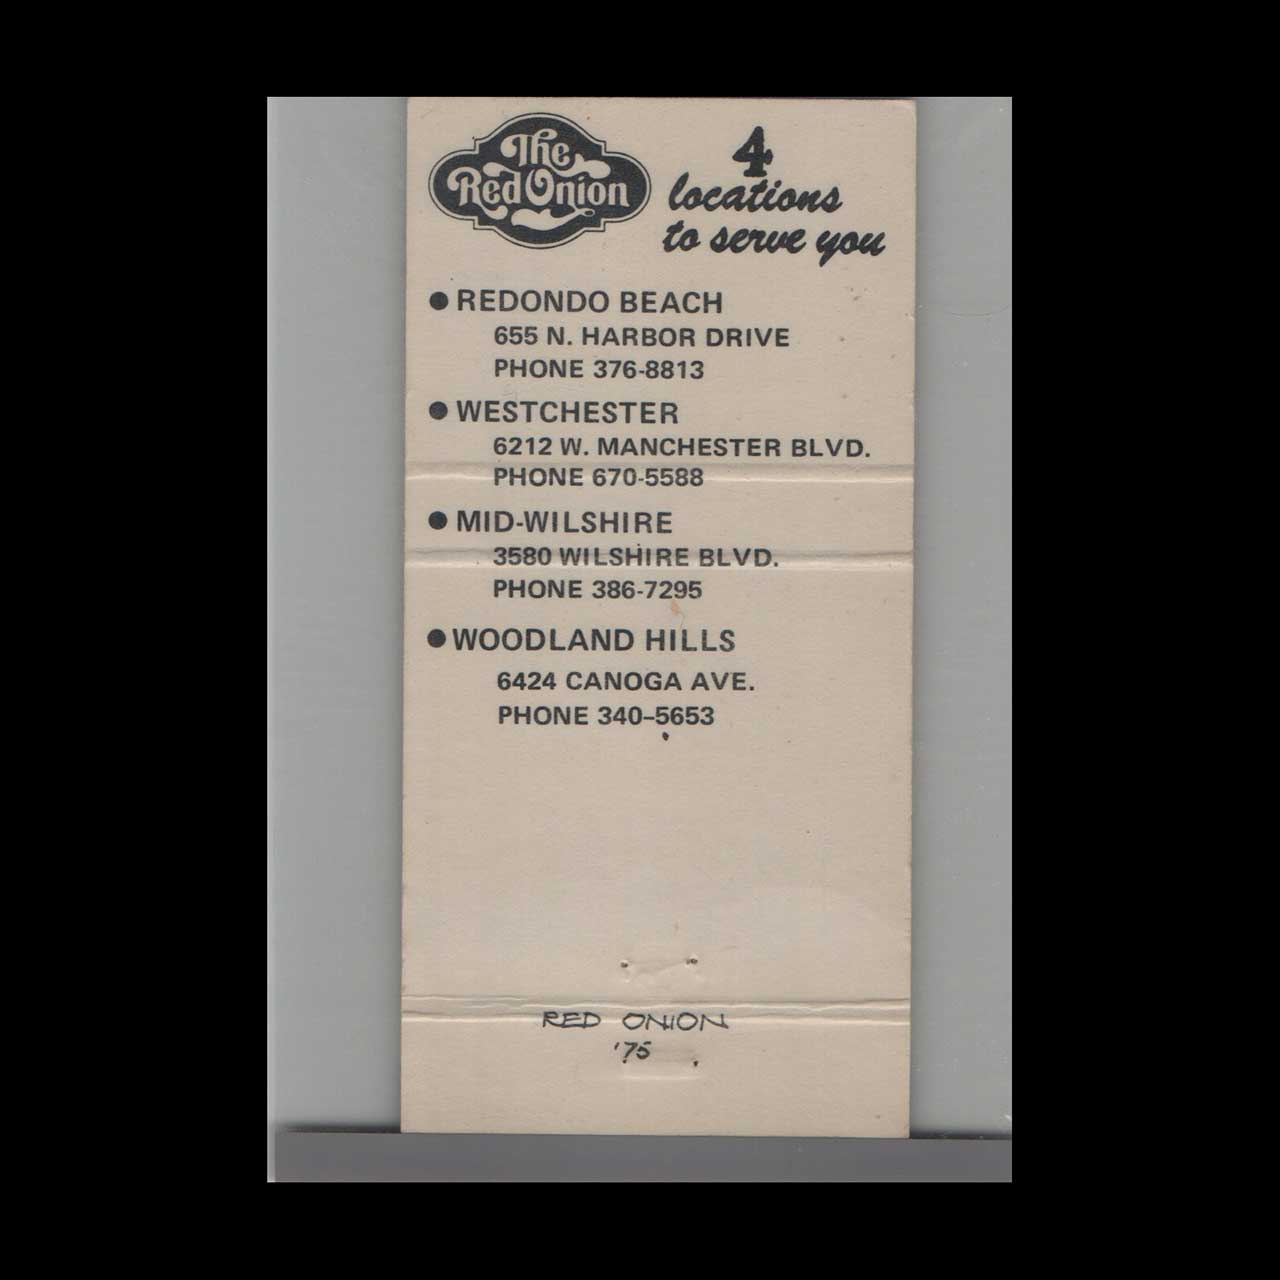 The
Red Onion
4
locations
to serve you
● REDONDO BEACH
655 N. HARBOR DRIVE
PHONE 376-8813
● WESTCHESTER
6212 W. MANCHESTER BLVD.
PHONE 670-5588
● MID-WILSHIRE
3580 WILSHIRE BLVD.
PHONE 386-7295
● WOODLAND HILLS
6424 CANOGA AVE.
PHONE 340–5653
RED ONION
'75